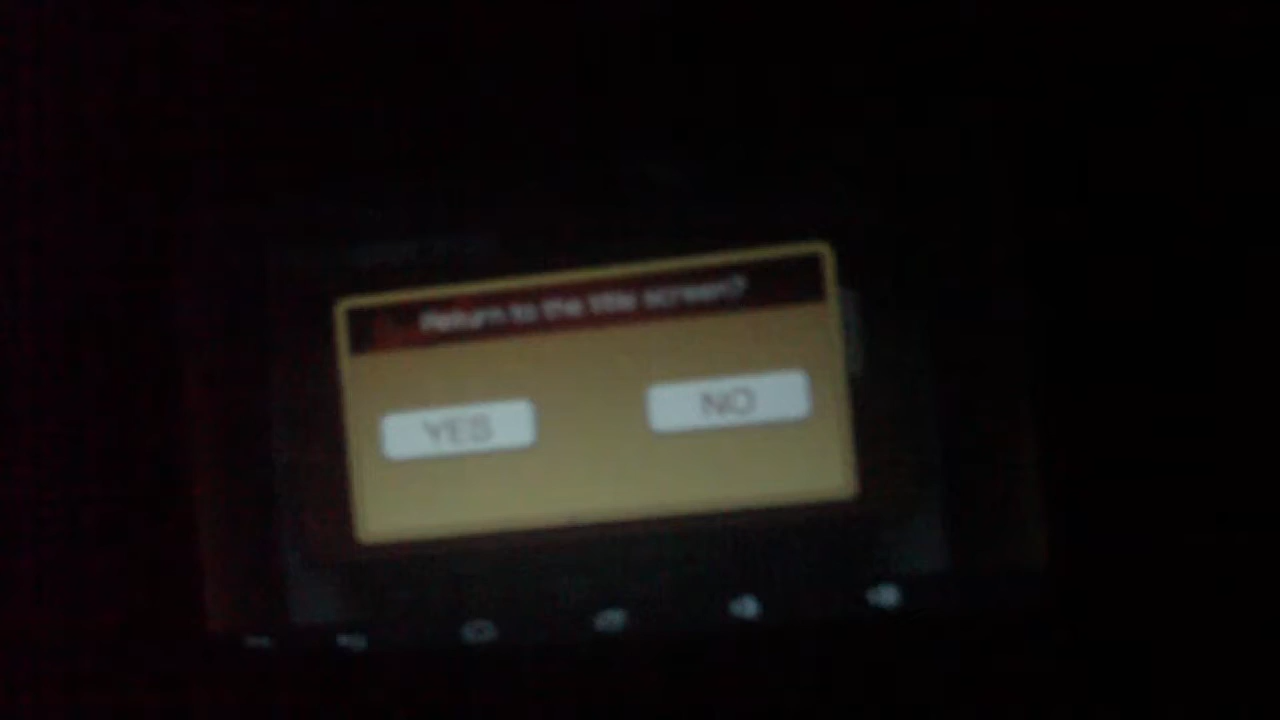 Return to the title screen?
YES
NO